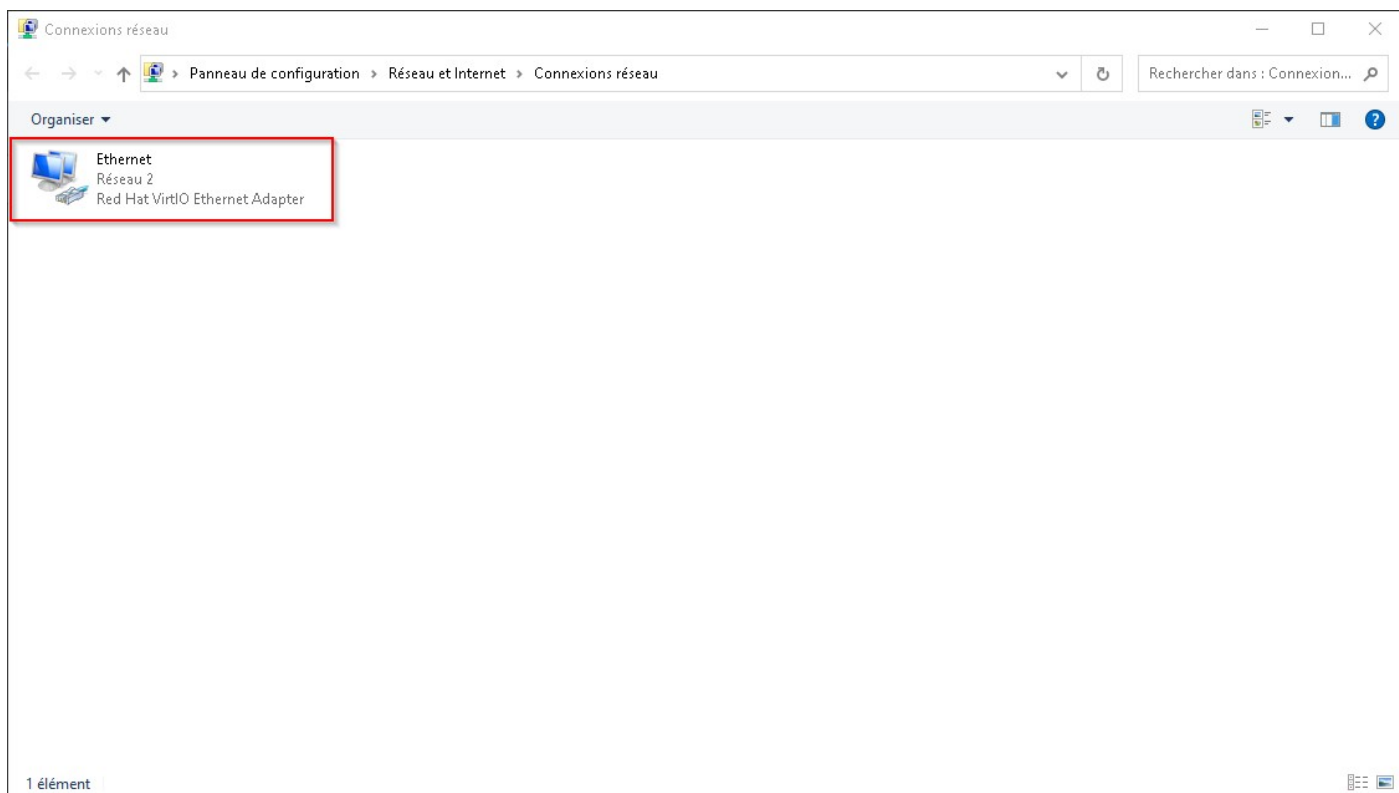 Connexions réseau
Panneau de configuration > Réseau et Internet > Connexions réseau
Rechercher dans : Connexion...
Organiser
Ethernet
Réseau 2
Red Hat VirtIO Ethernet Adapter
1 élément